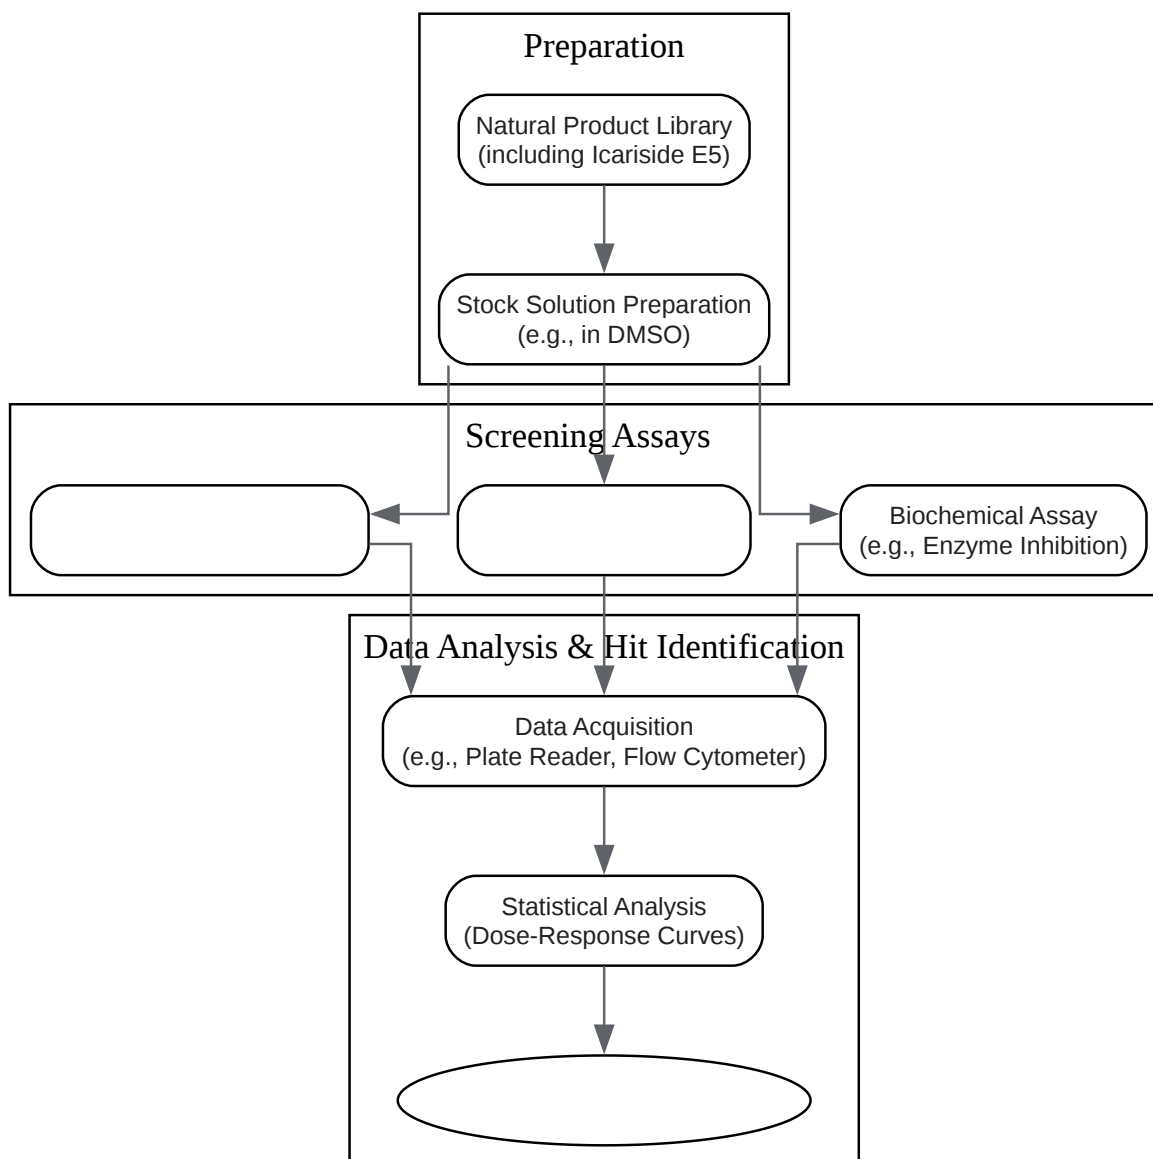 Preparation
Natural Product Library
(including Icariside E5)
Stock Solution Preparation
(e.g., in DMSO)
Screening Assays
Biochemical Assay
(e.g., Enzyme Inhibition)
Data Analysis & Hit Identification
Data Acquisition
(e.g., Plate Reader, Flow Cytometer)
Statistical Analysis
(Dose-Response Curves)